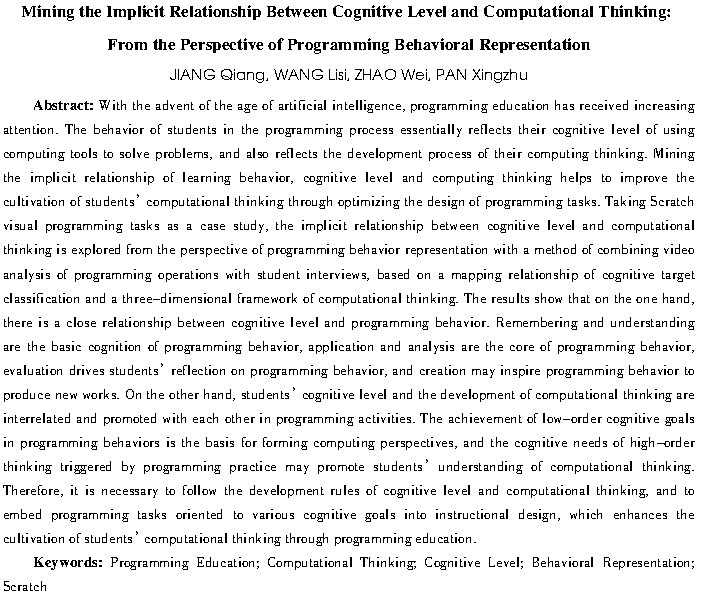 Mining the Implicit Relationship Between Cognitive Level and Computational Thinking:
From the Perspective of Programming Behavioral Representation
JIANG Qiang, WANG Lisi, ZHAO Wei, PAN Xingzhu
Abstract: With the advent of the age of artificial intelligence, programming education has received increasing
attention. The behavior of students in the programming process essentially reflects their cognitive level of using
computing tools to solve problems, and also reflects the development process of their computing thinking. Mining
the implicit relationship of learning behavior, cognitive level and computing thinking helps to improve the
cultivation of students’ computational thinking through optimizing the design of programming tasks. Taking Scratch
visual programming tasks as a case study, the implicit relationship between cognitive level and computational
thinking is explored from the perspective of programming behavior representation with a method of combining video
analysis of programming operations with student interviews, based on a mapping relationship of cognitive target
classification and a three-dimensional framework of computational thinking. The results show that on the one hand,
there is a close relationship between cognitive level and programming behavior. Remembering and understanding
are the basic cognition of programming behavior, application and analysis are the core of programming behavior,
evaluation drives students’ reflection on programming behavior, and creation may inspire programming behavior to
produce new works. On the other hand, students’ cognitive level and the development of computational thinking are
interrelated and promoted with each other in programming activities. The achievement of low-order cognitive goals
in programming behaviors is the basis for forming computing perspectives, and the cognitive needs of high-order
thinking triggered by programming practice may promote students’ understanding of computational thinking.
Therefore, it is necessary to follow the development rules of cognitive level and computational thinking, and to
embed programming tasks oriented to various cognitive goals into instructional design, which enhances the
cultivation of students’ computational thinking through programming education.
Keywords: Programming Education; Computational Thinking; Cognitive Level; Behavioral Representation;
Scratch